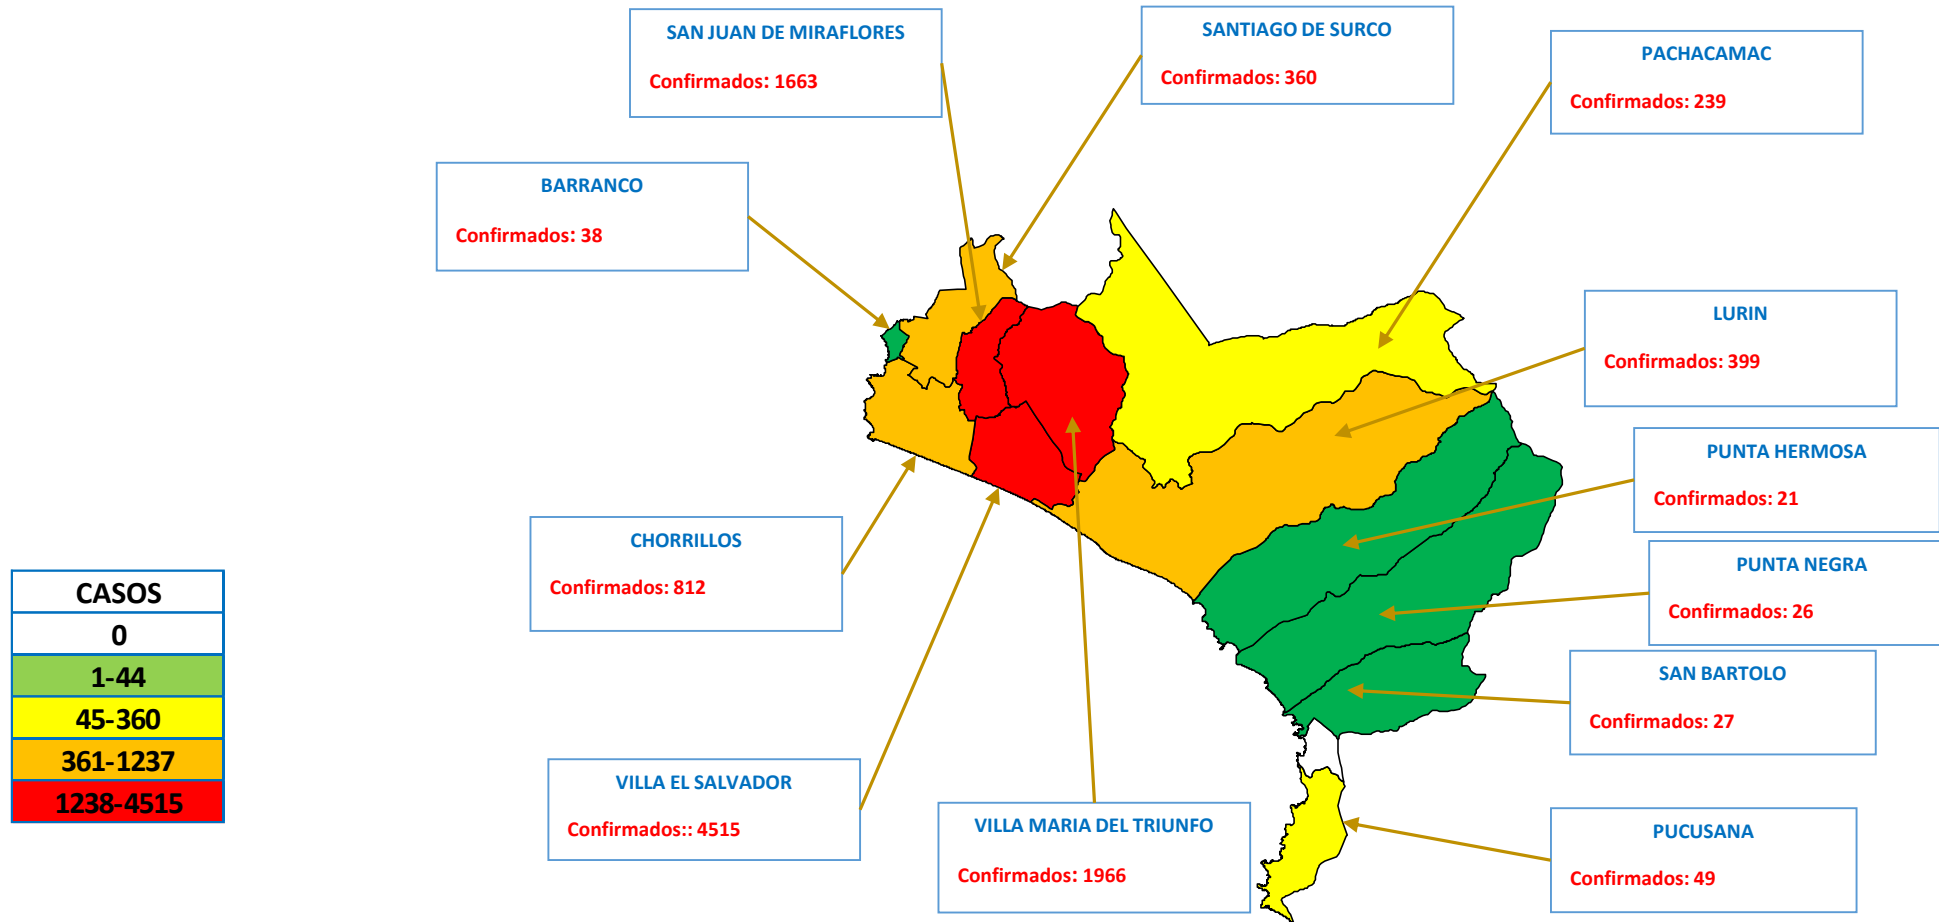 SAN JUAN DE MIRAFLORES
Confirmados: 1663
SANTIAGO DE SURCO
Confirmados: 360
PACHACAMAC
Confirmados: 239
BARRANCO
Confirmados: 38
LURIN
Confirmados: 399
PUNTA HERMOSA
Confirmados: 21
CHORRILLOS
Confirmados: 812
PUNTA NEGRA
Confirmados: 26
SAN BARTOLO
Confirmados: 27
VILLA EL SALVADOR
Confirmados:: 4515
VILLA MARIA DEL TRIUNFO
Confirmados: 1966
PUCUSANA
Confirmados: 49
CASOS
0
1-44
45-360
361-1237
1238-4515